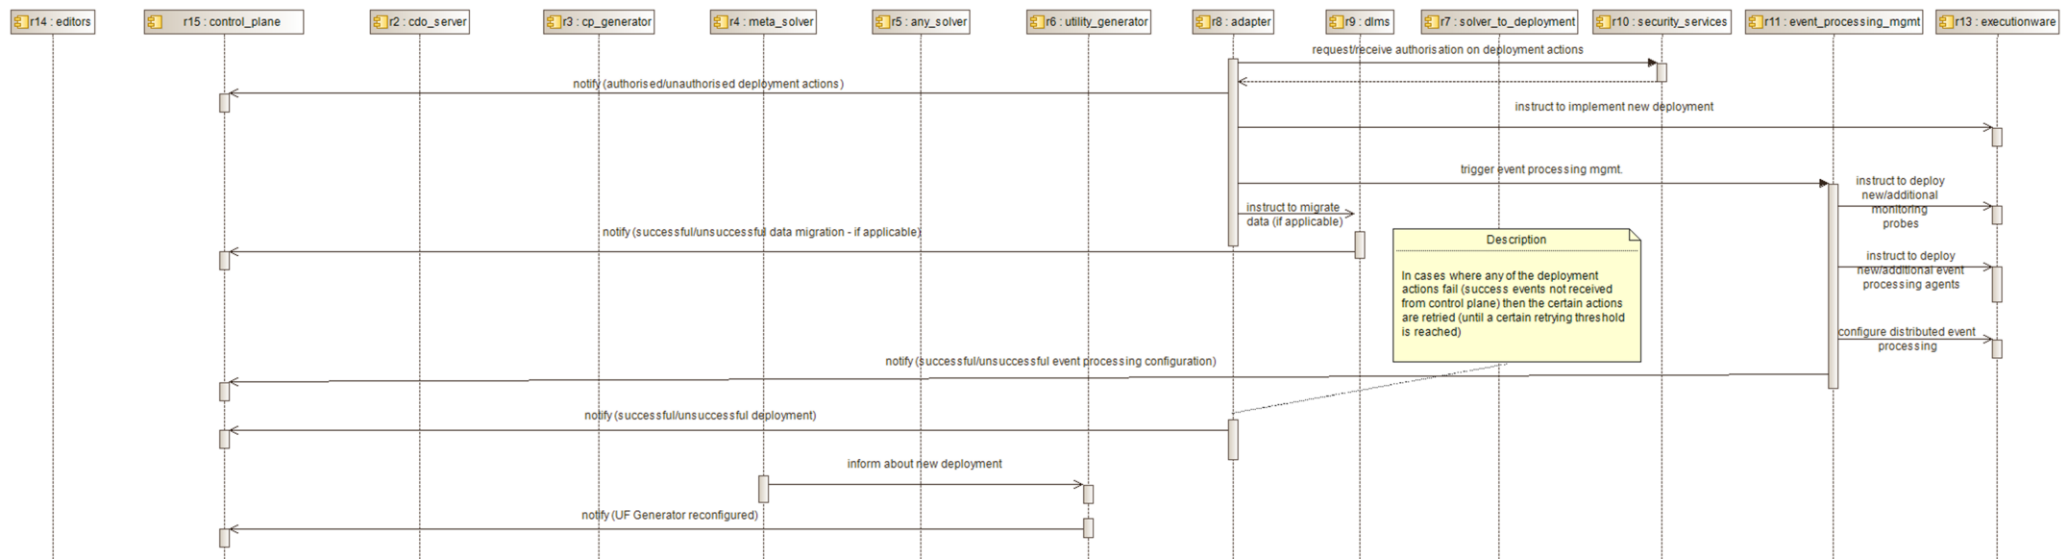 r14 : editors
r15 : control_plane
r2 : cdo_server
r3 : cp_generator
r4 : meta_solver
r5 : any_solver
r6 : utility_generator
r8 : adapter
r9 : dlms
r7 : solver_to_deployment
r10 : security_services
r11 : event_processing_mgmt
r13 : executionware
request/receive authorisation on deployment actions
notify (authorised/unauthorised deployment actions)
instruct to implement new deployment
trigger event processing mgmt.
instruct to deploy
new/additional
monitoring
probes
instruct to migrate
data (if applicable)
notify (successful/unsuccessful data migration - if applicable)
Description
In cases where any of the deployment
actions fail (success events not received
from control plane) then the certain actions
are retried (until a certain retrying threshold
is reached)
instruct to deploy
new/additional event
processing agents
configure distributed event
processing
notify (successful/unsuccessful event processing configuration)
notify (successful/unsuccessful deployment)
inform about new deployment
notify (UF Generator reconfigured)